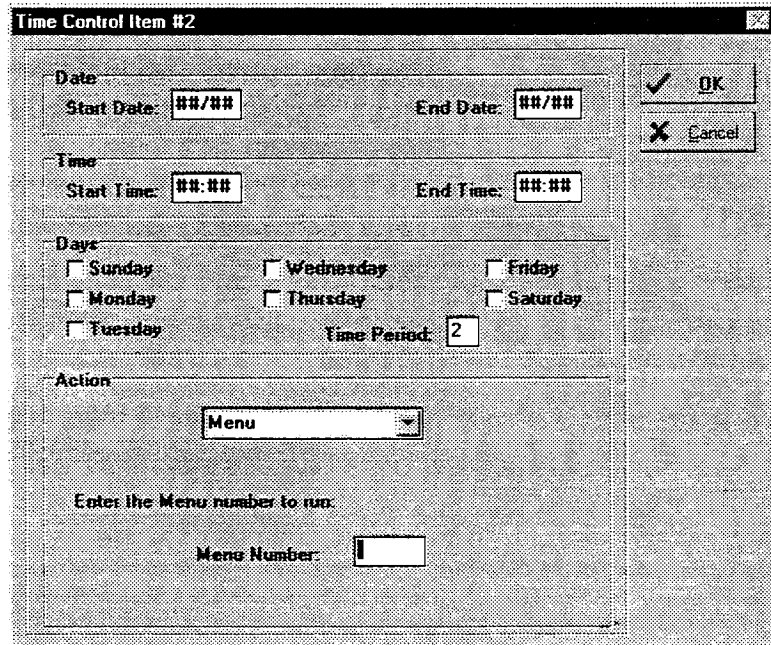 Time Control Item #2
Date
Start Date: ##/## End Date: ##/##
OK
Cancel
Time
Start Time: ##:## End Time: ##:##
Days
Sunday Wednesday Friday
Monday Thursday Saturday
Tuesday Time Period: 2
Action
Menu
Enter the Menu number to run:
Menu Number: